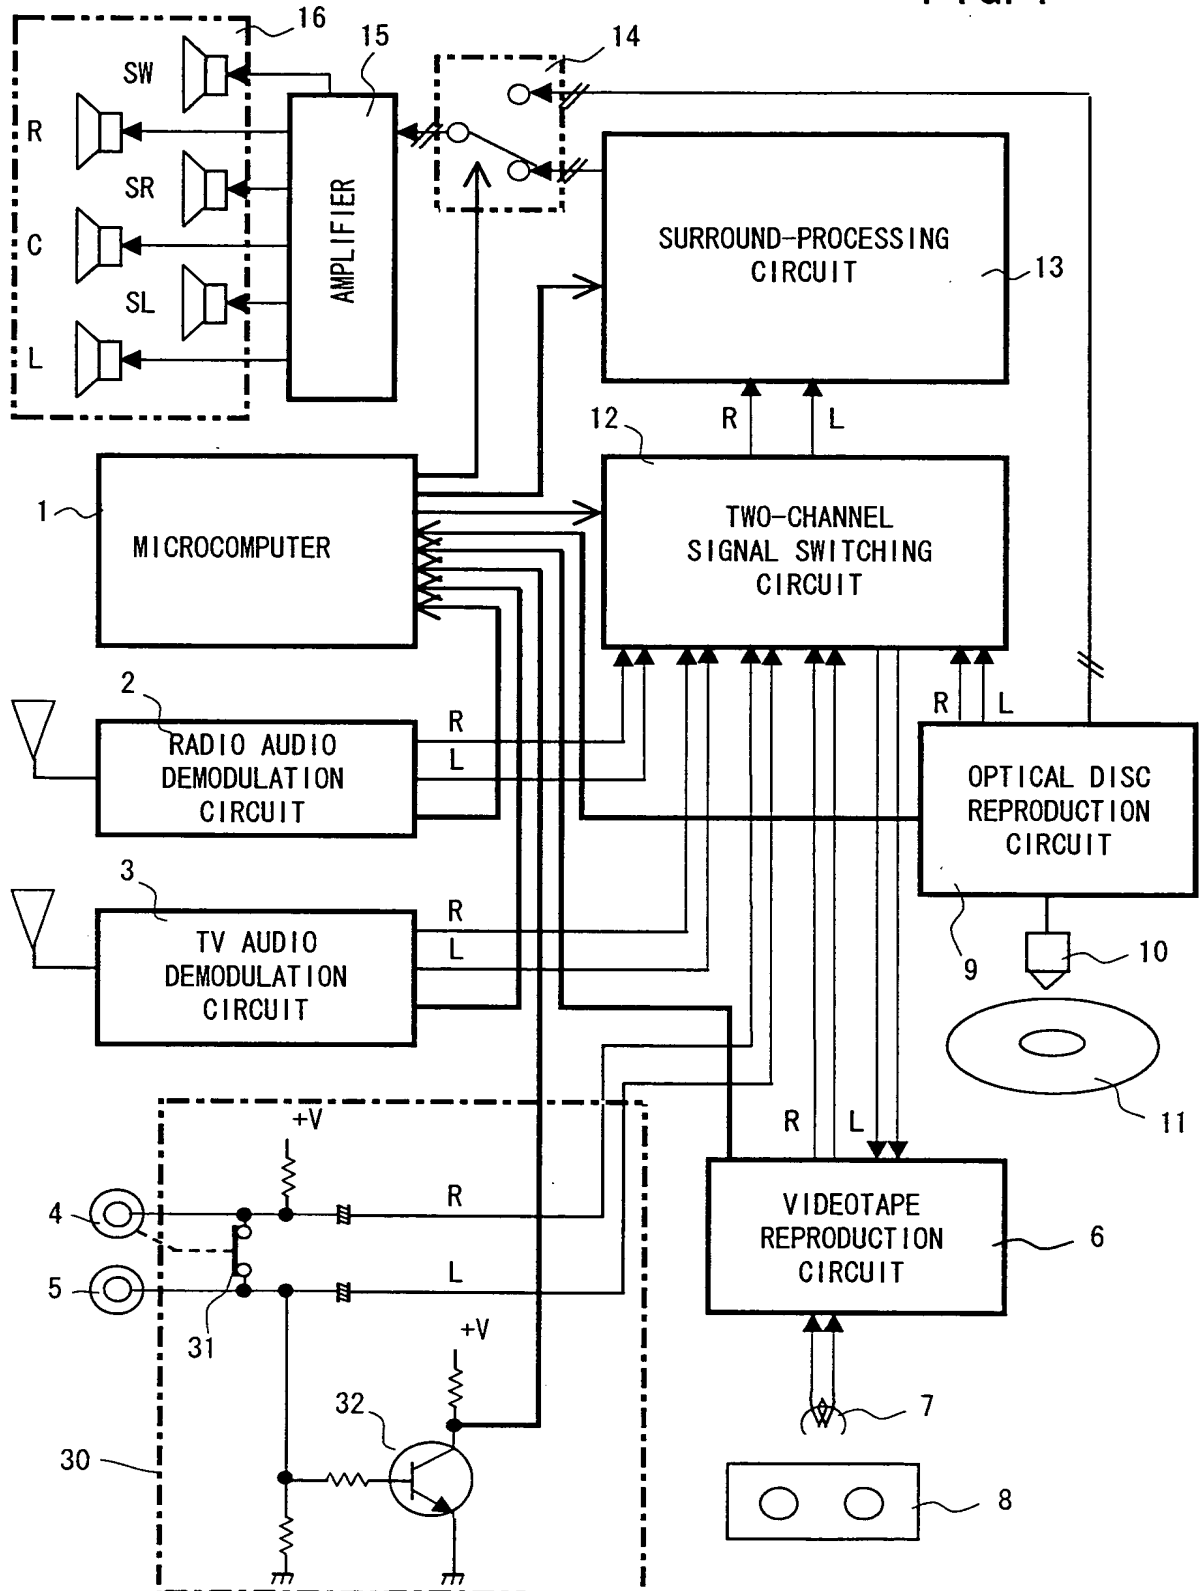 16
15
14
SW
R
SR
C
SL
L
AMPLIFIER
SURROUND-PROCESSING
CIRCUIT
13
R
L
12
1
MICROCOMPUTER
TWO-CHANNEL
SIGNAL SWITCHING
CIRCUIT
2
R
L
RADIO AUDIO
DEMODULATION
CIRCUIT
R
L
OPTICAL DISC
REPRODUCTION
CIRCUIT
3
R
L
TV AUDIO
DEMODULATION
CIRCUIT
9
10
11
+V
R
L
4
R
VIDEOTAPE
REPRODUCTION
CIRCUIT
6
5
L
31
+V
32
7
30
8